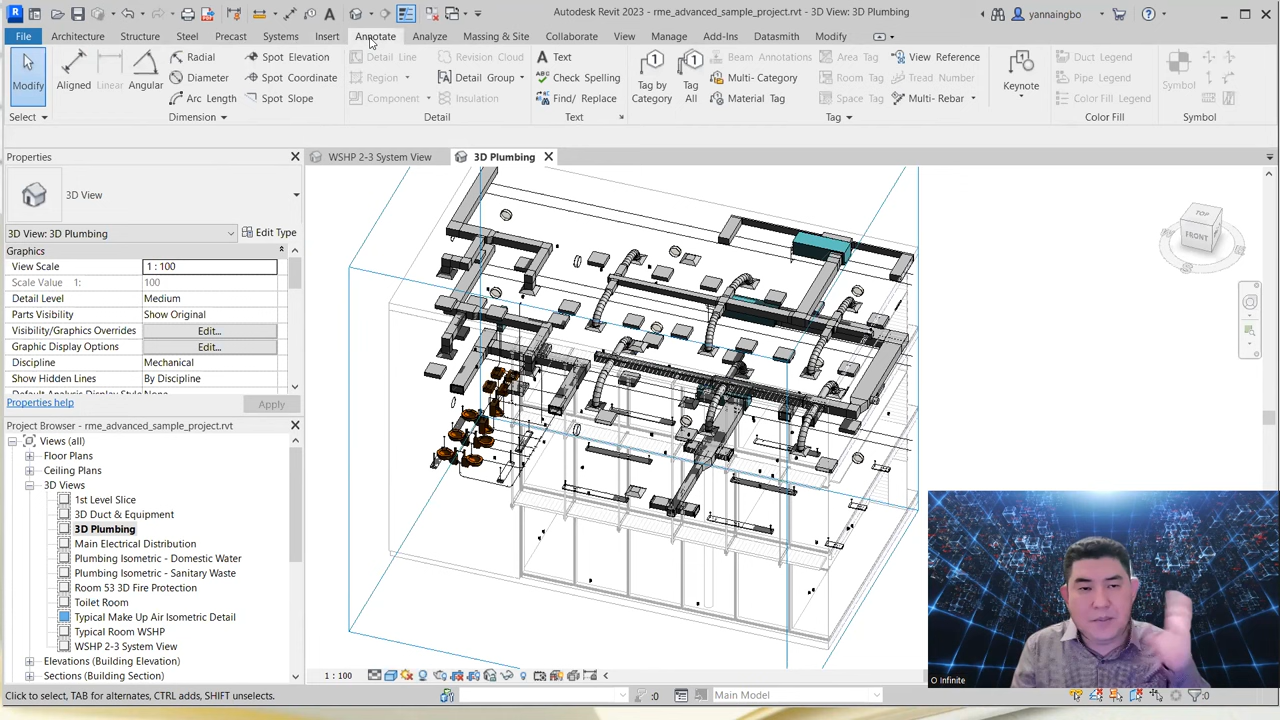 Autodesk Revit 2023 - rme_advanced_sample_project.rvt - 3D View: 3D Plumbing
yannaingbo
File Architecture Structure Steel Precast Systems Insert Annotate Analyze Massing & Site Collaborate View Manage Add-Ins Datasmith Modify
Modify
Select
Aligned
Linear
Angular
Radial
Diameter
Arc Length
Spot Elevation
Spot Coordinate
Spot Slope
Dimension
Detail Line
Region
Component
Revision Cloud
Detail Group
Insulation
Detail
Text
Check Spelling
Find/ Replace
Text
Tag by Category
Tag All
Beam Annotations
Multi- Category
Material Tag
Area Tag
Room Tag
Space Tag
View Reference
Tread Number
Multi- Rebar
Tag
Keynote
Duct Legend
Pipe Legend
Color Fill Legend
Color Fill
Symbol
Symbol
Properties
3D View
3D View: 3D Plumbing
Edit Type
Graphics
View Scale 1 : 100
Scale Value 1: 100
Detail Level Medium
Parts Visibility Show Original
Visibility/Graphics Overrides Edit...
Graphic Display Options Edit...
Discipline Mechanical
Show Hidden Lines By Discipline
Properties help
Apply
Project Browser - rme_advanced_sample_project.rvt
Views (all)
Floor Plans
Ceiling Plans
3D Views
1st Level Slice
3D Duct & Equipment
3D Plumbing
Main Electrical Distribution
Plumbing Isometric - Domestic Water
Plumbing Isometric - Sanitary Waste
Room 53 3D Fire Protection
Toilet Room
Typical Make Up Air Isometric Detail
Typical Room WSHP
WSHP 2-3 System View
Elevations (Building Elevation)
Sections (Building Section)
WSHP 2-3 System View
3D Plumbing
TOP
FRONT
O Infinite
1 : 100
Click to select, TAB for alternates, CTRL adds, SHIFT unselects.
:0
Main Model
:0